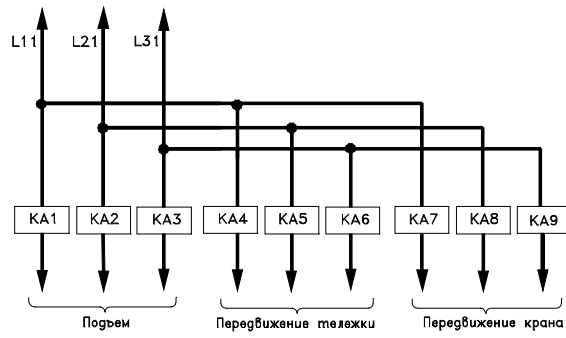 L11 L21 L31
KA1 KA2 KA3 KA4 KA5 KA6 KA7 KA8 KA9
Подъем Передвижение тележки Передвижение крана